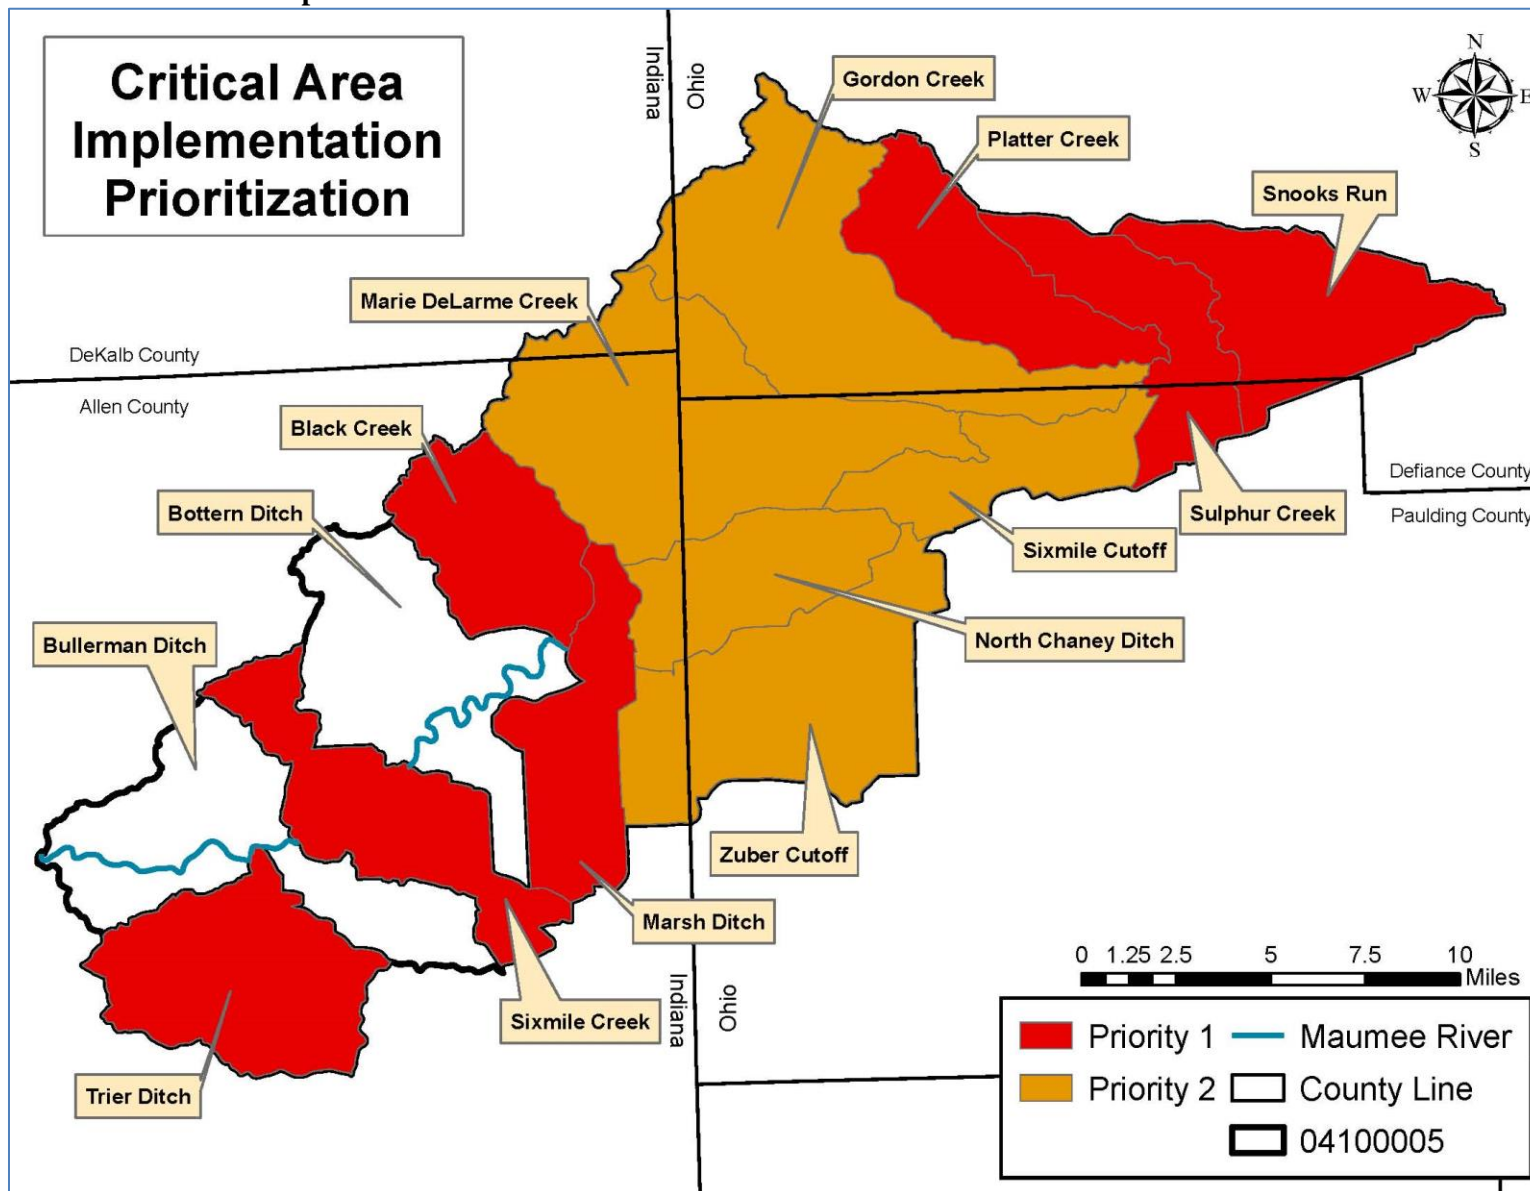 Critical Area
Implementation
Prioritization
Indiana
Ohio
N
W
E
S
Gordon Creek
Platter Creek
Snooks Run
Marie DeLarme Creek
DeKalb County
Allen County
Black Creek
Bottern Ditch
Defiance County
Paulding County
Sulphur Creek
Sixmile Cutoff
North Chaney Ditch
Bullerman Ditch
Zuber Cutoff
Marsh Ditch
Sixmile Creek
Trier Ditch
Indiana
Ohio
0 1.25 2.5 5 7.5 10
Miles
Priority 1
Maumee River
Priority 2
County Line
04100005